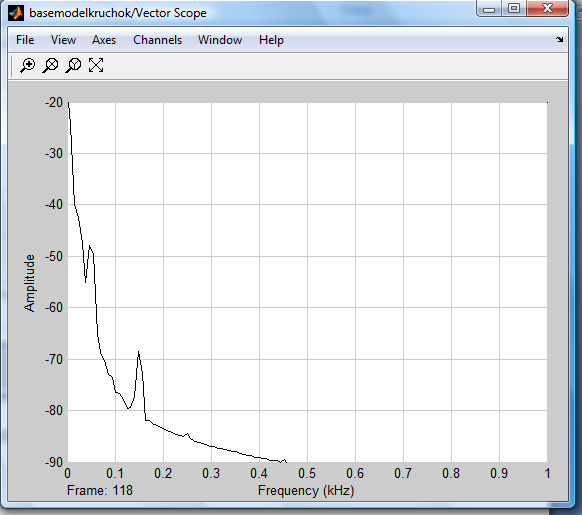 basemodelkruchok/Vector Scope
File View Axes Channels Window Help
-20
-30
-40
-50
-60
-70
-80
-90
Amplitude
0 0.1 0.2 0.3 0.4 0.5 0.6 0.7 0.8 0.9 1
Frame: 118 Frequency (kHz)